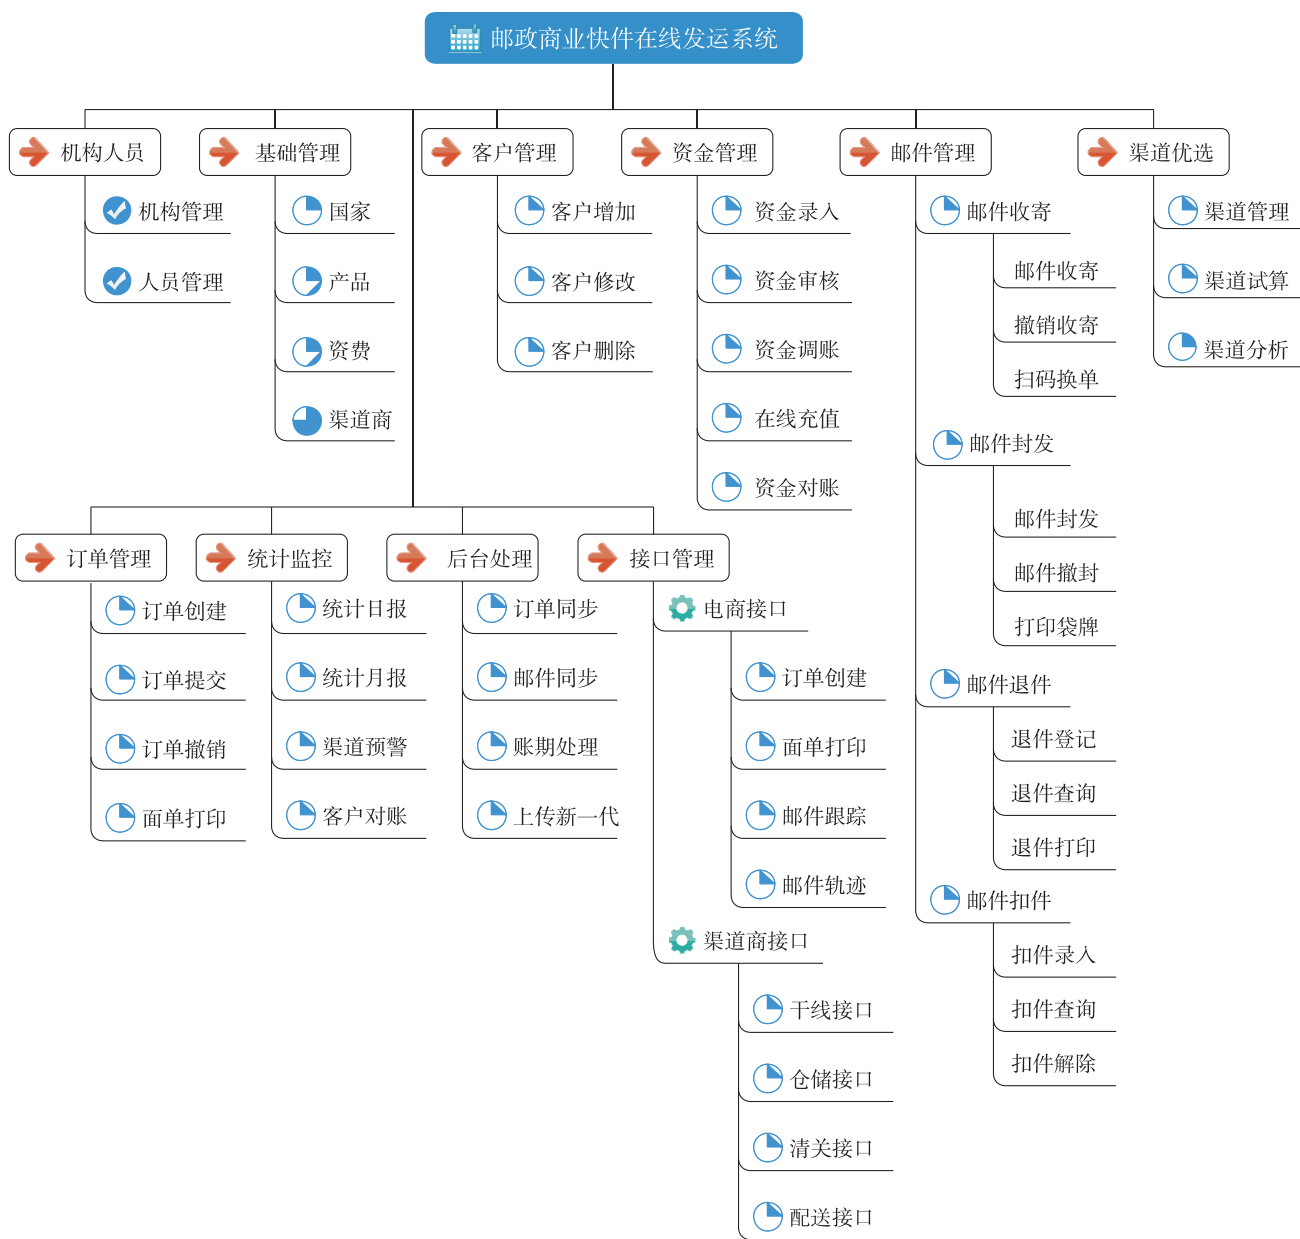 邮政商业快件在线发运系统
机构人员
机构管理
人员管理
基础管理
国家
产品
资费
渠道商
客户管理
客户增加
客户修改
客户删除
资金管理
资金录入
资金审核
资金调账
在线充值
资金对账
邮件管理
邮件收寄
邮件收寄
撤销收寄
扫码换单
邮件封发
邮件封发
邮件撤封
打印袋牌
邮件退件
退件登记
退件查询
退件打印
邮件扣件
扣件录入
扣件查询
扣件解除
渠道优选
渠道管理
渠道试算
渠道分析
订单管理
订单创建
订单提交
订单撤销
面单打印
统计监控
统计日报
统计月报
渠道预警
客户对账
后台处理
订单同步
邮件同步
账期处理
上传新一代
接口管理
电商接口
订单创建
面单打印
邮件跟踪
邮件轨迹
渠道商接口
干线接口
仓储接口
清关接口
配送接口